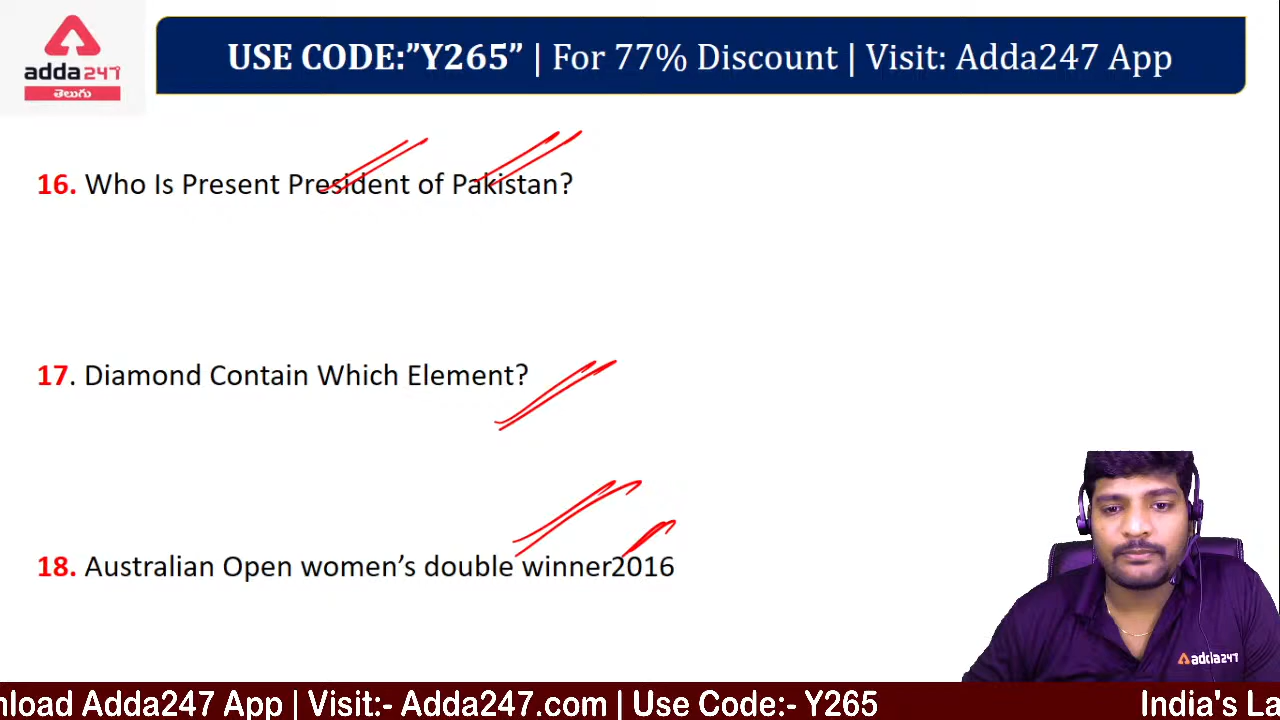 adda247
తెలుగు
USE CODE:”Y265” | For 77% Discount | Visit: Adda247 App
16. Who Is Present President of Pakistan?
17. Diamond Contain Which Element?
18. Australian Open women’s double winner2016
adda247
nload Adda247 App | Visit:- Adda247.com | Use Code:- Y265 India's La